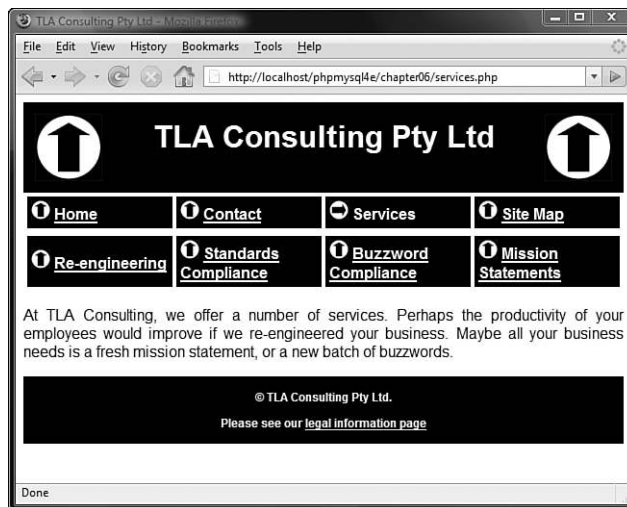 TLA Consulting Pty Ltd - Mozilla Firefox
File Edit View History Bookmarks Tools Help
http://localhost/phpmysql4e/chapter06/services.php
TLA Consulting Pty Ltd
Home Contact Services Site Map
Re-engineering Standards Compliance Buzzword Compliance Mission Statements
At TLA Consulting, we offer a number of services. Perhaps the productivity of your
employees would improve if we re-engineered your business. Maybe all your business
needs is a fresh mission statement, or a new batch of buzzwords.
© TLA Consulting Pty Ltd.
Please see our legal information page
Done